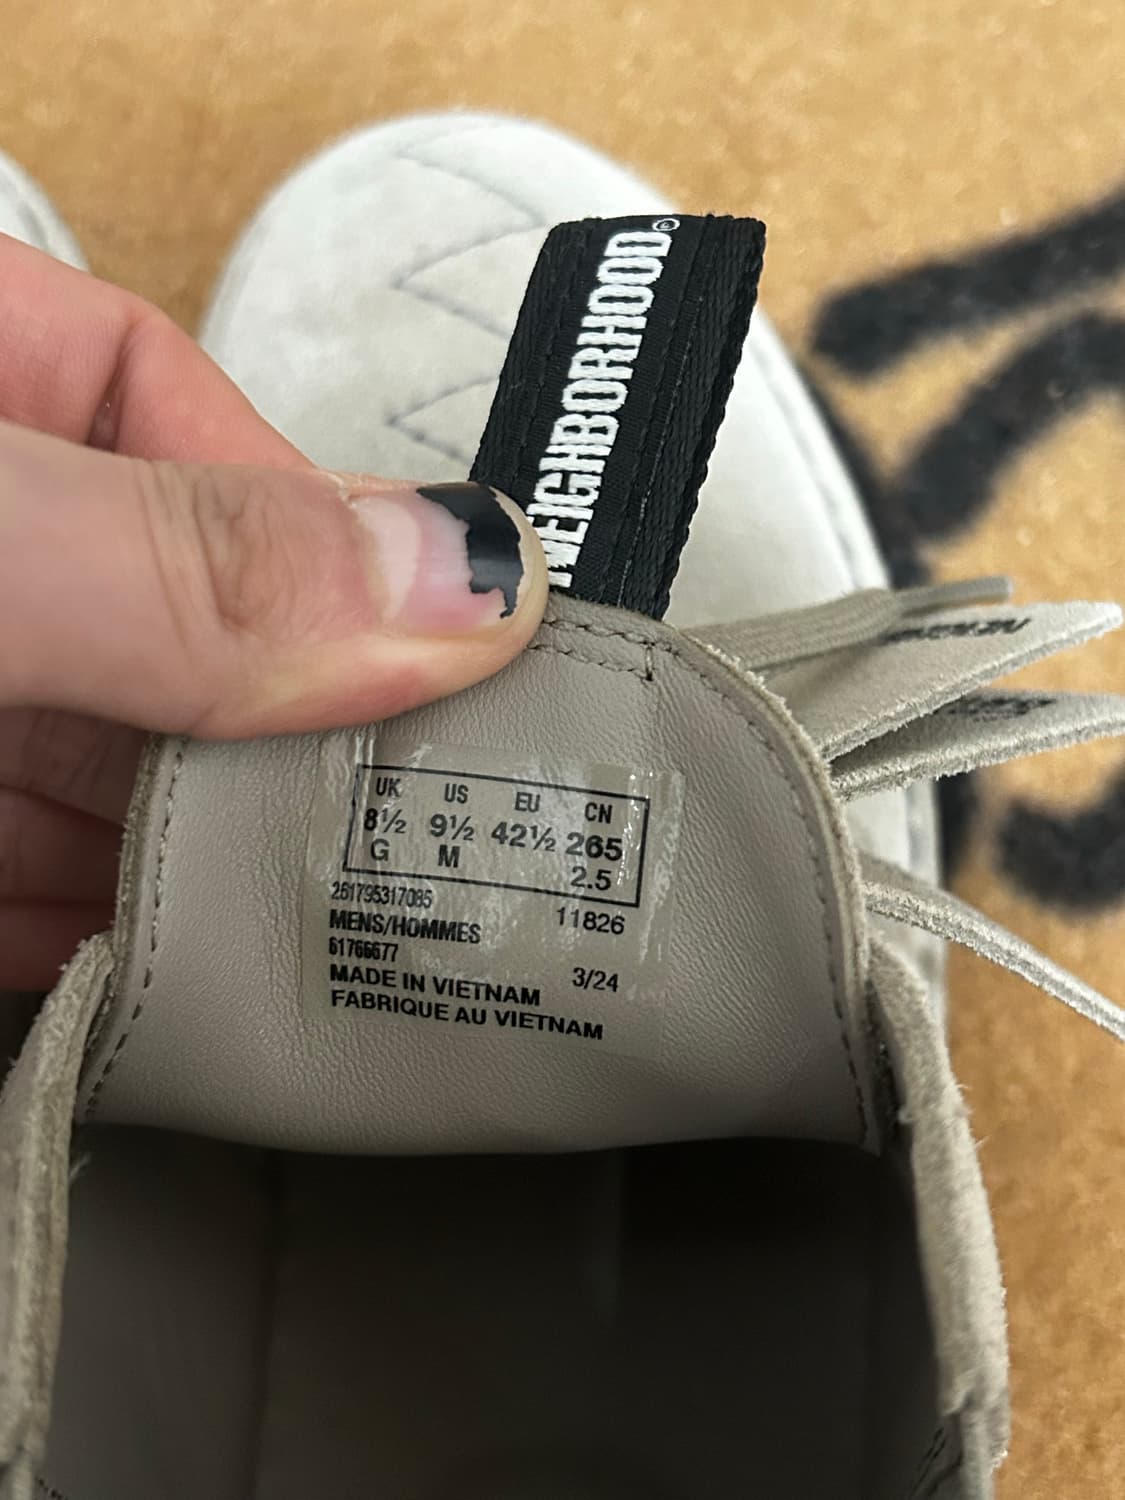 NEIGHBORHOOD®
UK US EU CN
8½ 9½ 42½ 265
G M 2.5
261795317085 11826
MENS/HOMMES
61766677
MADE IN VIETNAM 3/24
FABRIQUE AU VIETNAM